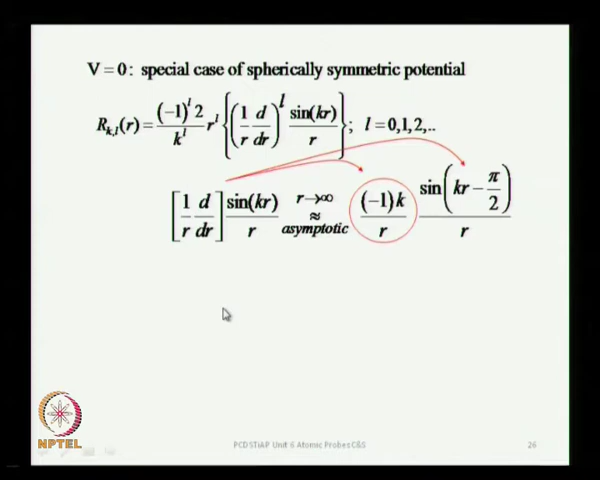 V = 0: special case of spherically symmetric potential
R_{k,l}(r) = \frac{(-1)^l 2}{k^l} r^l \left\{ \left( \frac{1}{r} \frac{d}{dr} \right)^l \frac{\sin(kr)}{r} \right\}; l = 0,1,2,..
\left[ \frac{1}{r} \frac{d}{dr} \right] \frac{\sin(kr)}{r} \underset{asymptotic}{\overset{r \to \infty}{\approx}} \frac{(-1)k}{r} \frac{\sin\left( kr - \frac{π}{2} \right)}{r}
NPTEL
PCD STiAP Unit 6 Atomic Probes C&S
26